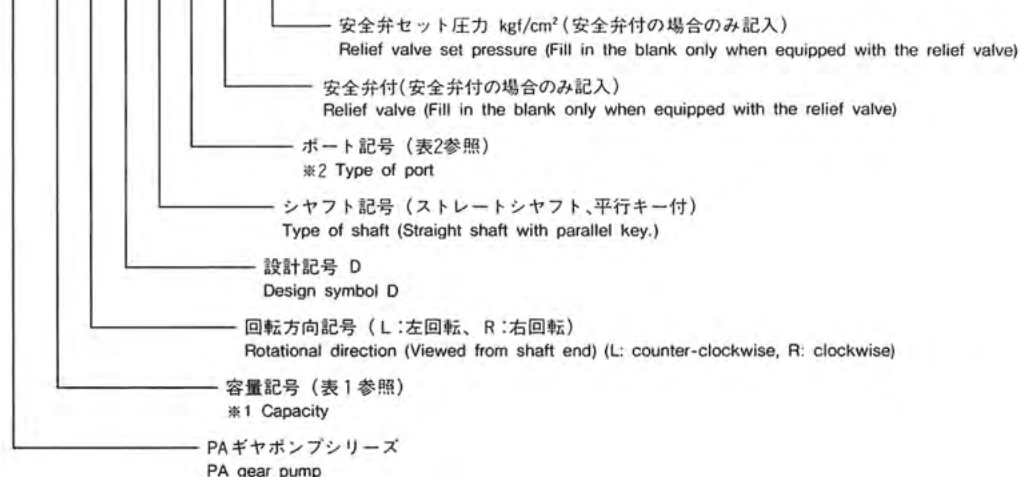 安全弁セット圧力 kgf/cm²(安全弁付の場合のみ記入)
Relief valve set pressure (Fill in the blank only when equipped with the relief valve)
安全弁付(安全弁付の場合のみ記入)
Relief valve (Fill in the blank only when equipped with the relief valve)
ポート記号 (表2参照)
※2 Type of port
シャフト記号 (ストレートシャフト、平行キー付)
Type of shaft (Straight shaft with parallel key.)
設計記号 D
Design symbol D
回転方向記号 (L:左回転、R:右回転)
Rotational direction (Viewed from shaft end) (L: counter-clockwise, R: clockwise)
容量記号 (表1参照)
※1 Capacity
PAギヤポンプシリーズ
PA gear pump